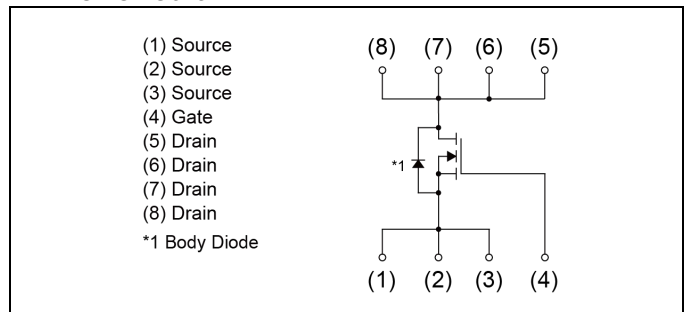 (1) Source
(2) Source
(3) Source
(4) Gate
(5) Drain
(6) Drain
(7) Drain
(8) Drain
*1 Body Diode
(8) (7) (6) (5)
*1
(1) (2) (3) (4)